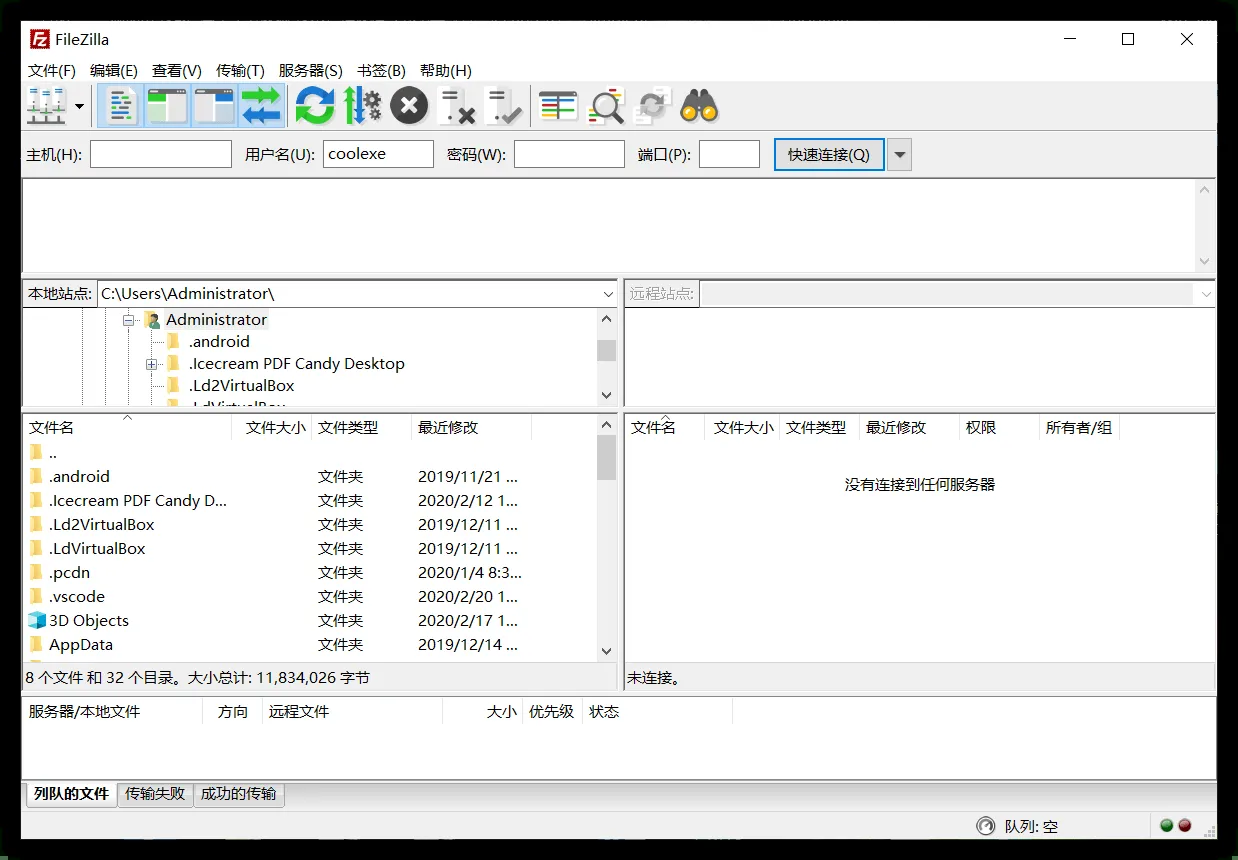 FileZilla
文件(F) 编辑(E) 查看(V) 传输(T) 服务器(S) 书签(B) 帮助(H)
主机(H): 用户名(U): coolexe 密码(W): 端口(P): 快速连接(Q)
本地站点: C:\Users\Administrator\
Administrator
.android
.Icecream PDF Candy Desktop
.Ld2VirtualBox
.LdVirtualBox
远程站点:
文件名 文件大小 文件类型 最近修改
..
.android 文件夹 2019/11/21 ...
.Icecream PDF Candy D... 文件夹 2020/2/12 1...
.Ld2VirtualBox 文件夹 2019/12/11 ...
.LdVirtualBox 文件夹 2019/12/11 ...
.pcdn 文件夹 2020/1/4 8:3...
.vscode 文件夹 2020/2/20 1...
3D Objects 文件夹 2020/2/17 1...
AppData 文件夹 2019/12/14 ...
8 个文件 和 32 个目录。大小总计: 11,834,026 字节
文件名 文件大小 文件类型 最近修改 权限 所有者/组
没有连接到任何服务器
未连接。
服务器/本地文件 方向 远程文件 大小 优先级 状态
列队的文件 传输失败 成功的传输
队列: 空